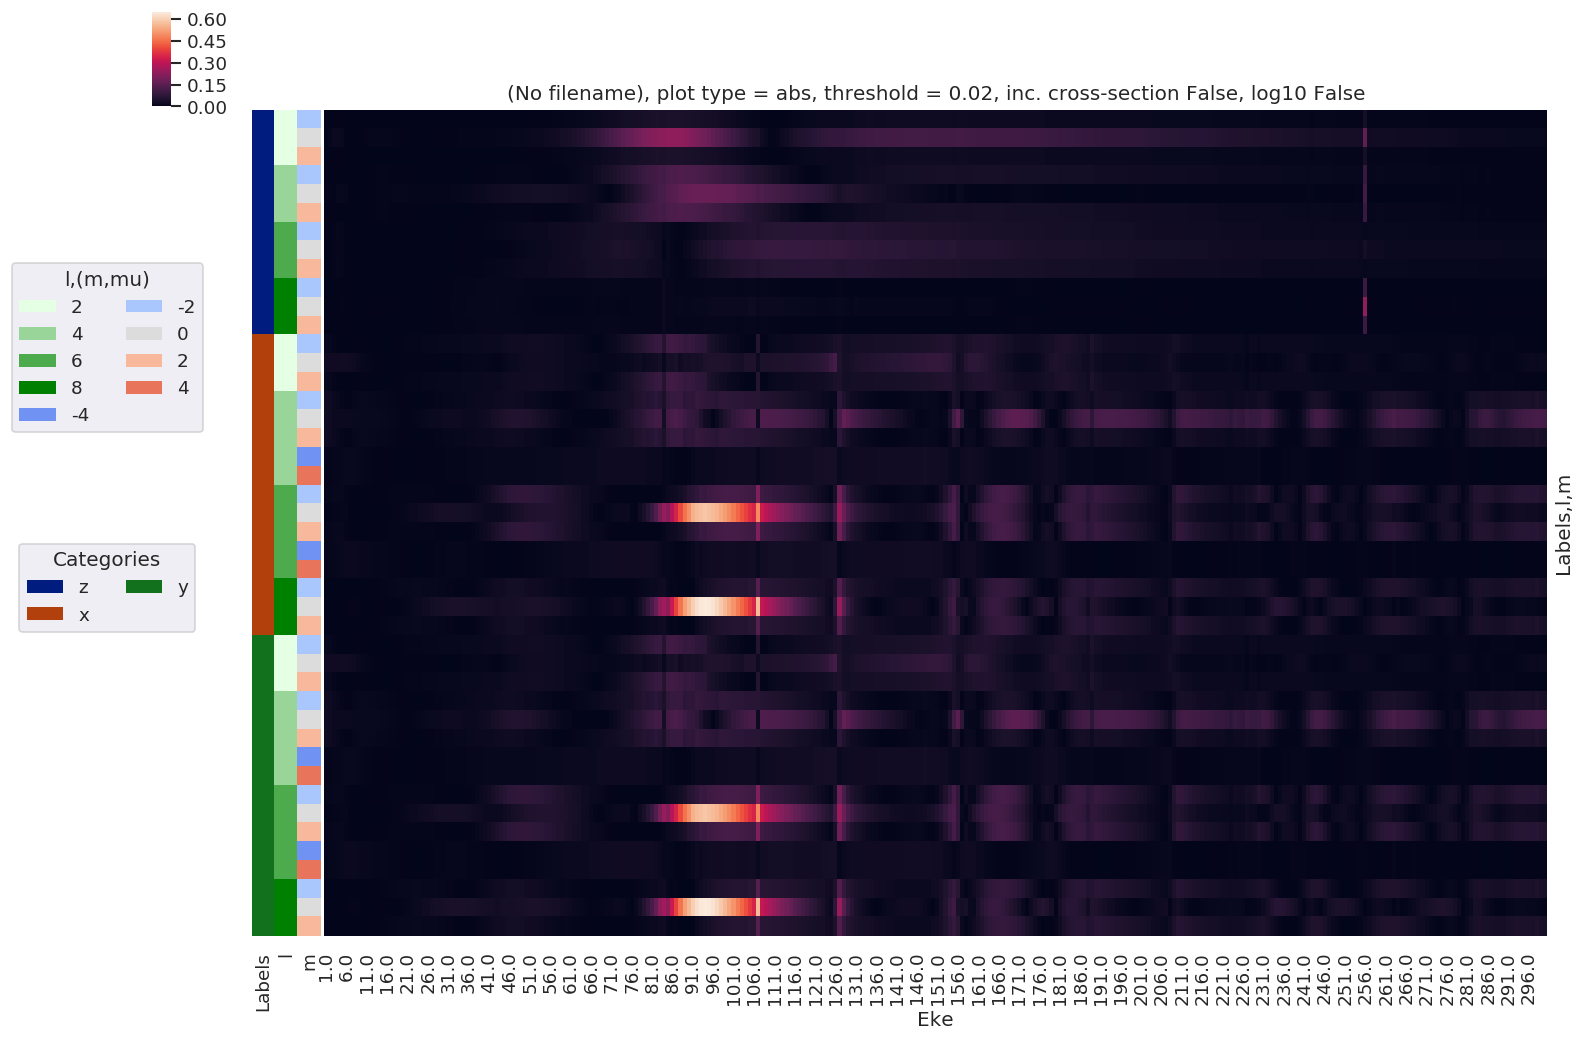 0.60
0.45
0.30
0.15
0.00
(No filename), plot type = abs, threshold = 0.02, inc. cross-section False, log10 False
l,(m,mu)
2 -2
4 0
6 2
8 4
-4
Categories
z y
x
Labels,l,m
Labels l m 1.0 6.0 11.0 16.0 21.0 26.0 31.0 36.0 41.0 46.0 51.0 56.0 61.0 66.0 71.0 76.0 81.0 86.0 91.0 96.0 101.0 106.0 111.0 116.0 121.0 126.0 131.0 136.0 141.0 146.0 151.0 156.0 161.0 166.0 171.0 176.0 181.0 186.0 191.0 196.0 201.0 206.0 211.0 216.0 221.0 226.0 231.0 236.0 241.0 246.0 251.0 256.0 261.0 266.0 271.0 276.0 281.0 286.0 291.0 296.0
Eke